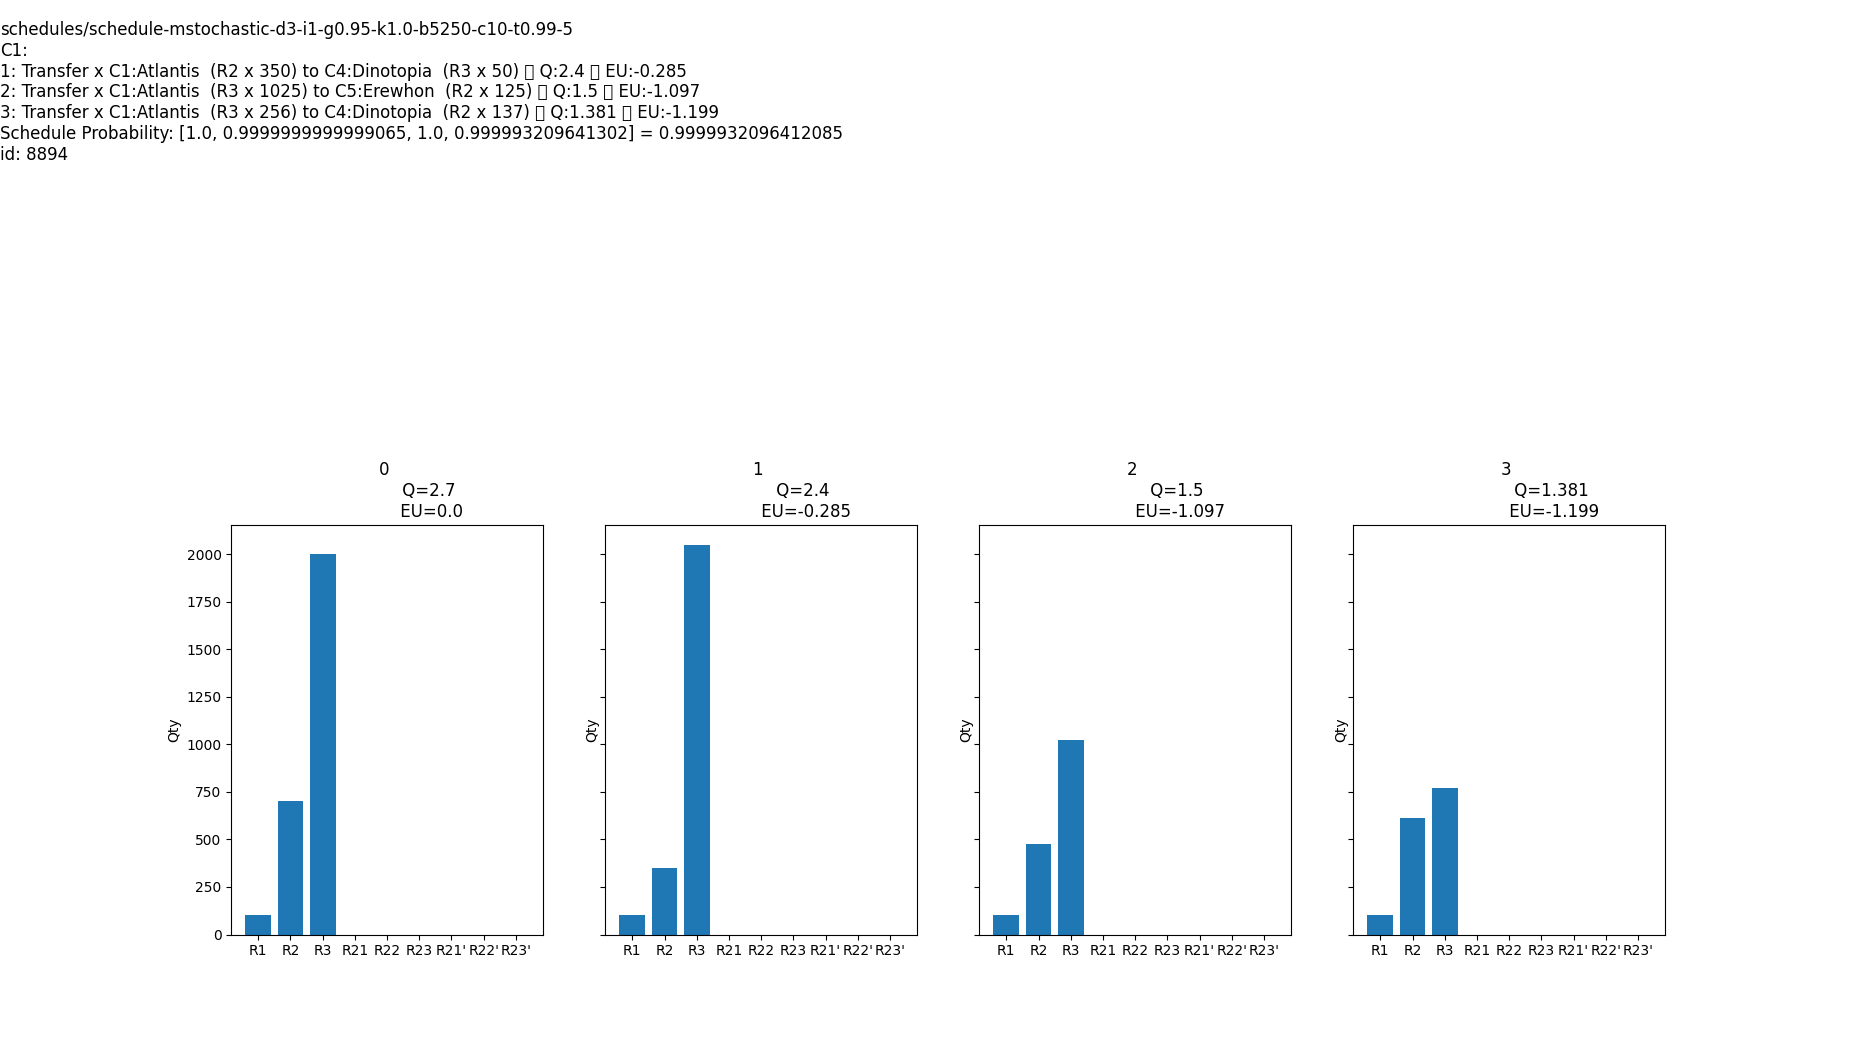 schedules/schedule-mstochastic-d3-i1-g0.95-k1.0-b5250-c10-t0.99-5
C1:
1: Transfer x C1:Atlantis  (R2 x 350) to C4:Dinotopia  (R3 x 50) ▯ Q:2.4 ▯ EU:-0.285
2: Transfer x C1:Atlantis  (R3 x 1025) to C5:Erewhon  (R2 x 125) ▯ Q:1.5 ▯ EU:-1.097
3: Transfer x C1:Atlantis  (R3 x 256) to C4:Dinotopia  (R2 x 137) ▯ Q:1.381 ▯ EU:-1.199
Schedule Probability: [1.0, 0.9999999999999065, 1.0, 0.999993209641302] = 0.9999932096412085
id: 8894
0
Q=2.7
EU=0.0
2000
1750
1500
1250
1000
750
500
250
0
Qty
R1 R2 R3 R21 R22 R23 R21' R22' R23'
1
Q=2.4
EU=-0.285
Qty
R1 R2 R3 R21 R22 R23 R21' R22' R23'
2
Q=1.5
EU=-1.097
Qty
R1 R2 R3 R21 R22 R23 R21' R22' R23'
3
Q=1.381
EU=-1.199
Qty
R1 R2 R3 R21 R22 R23 R21' R22' R23'